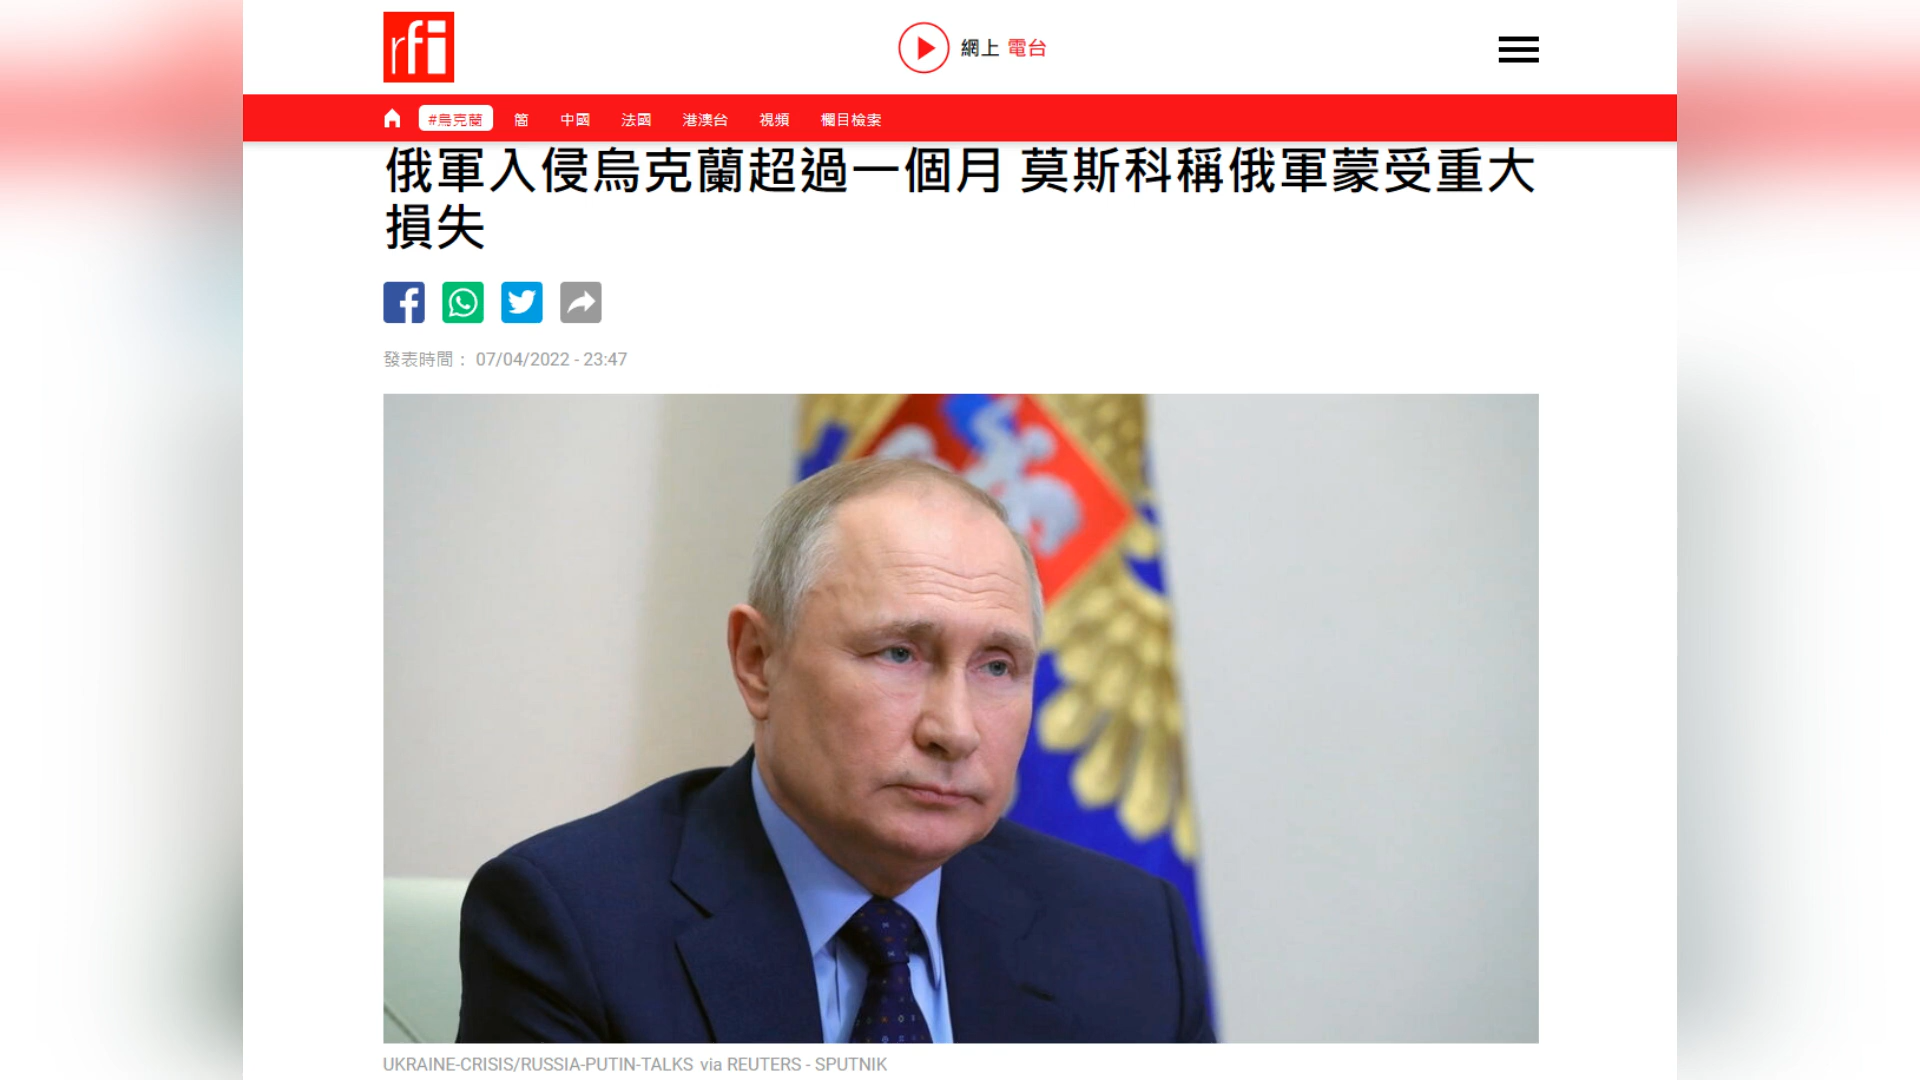 rfi
網上 電台
#烏克蘭 简 中國 法國 港澳台 視頻 欄目檢索
俄軍入侵烏克蘭超過一個月 莫斯科稱俄軍蒙受重大
損失
發表時間： 07/04/2022 - 23:47
UKRAINE-CRISIS/RUSSIA-PUTIN-TALKS via REUTERS - SPUTNIK